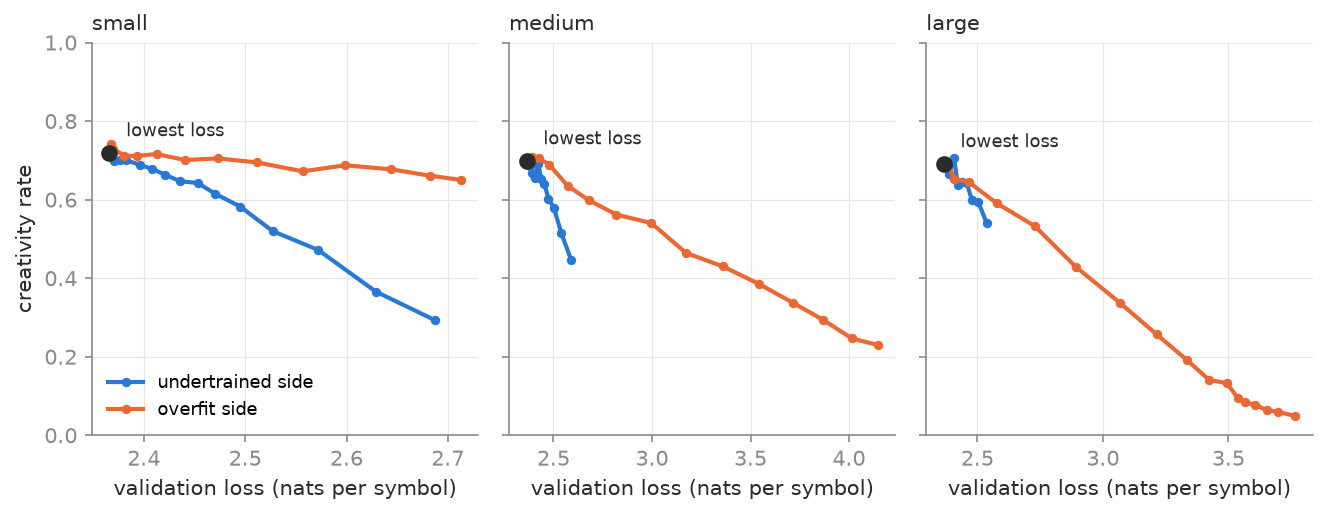 small
medium
large
creativity rate
1.0
0.8
0.6
0.4
0.2
0.0
lowest loss
lowest loss
lowest loss
undertrained side
overfit side
2.4 2.5 2.6 2.7
2.5 3.0 3.5 4.0
2.5 3.0 3.5
validation loss (nats per symbol)
validation loss (nats per symbol)
validation loss (nats per symbol)